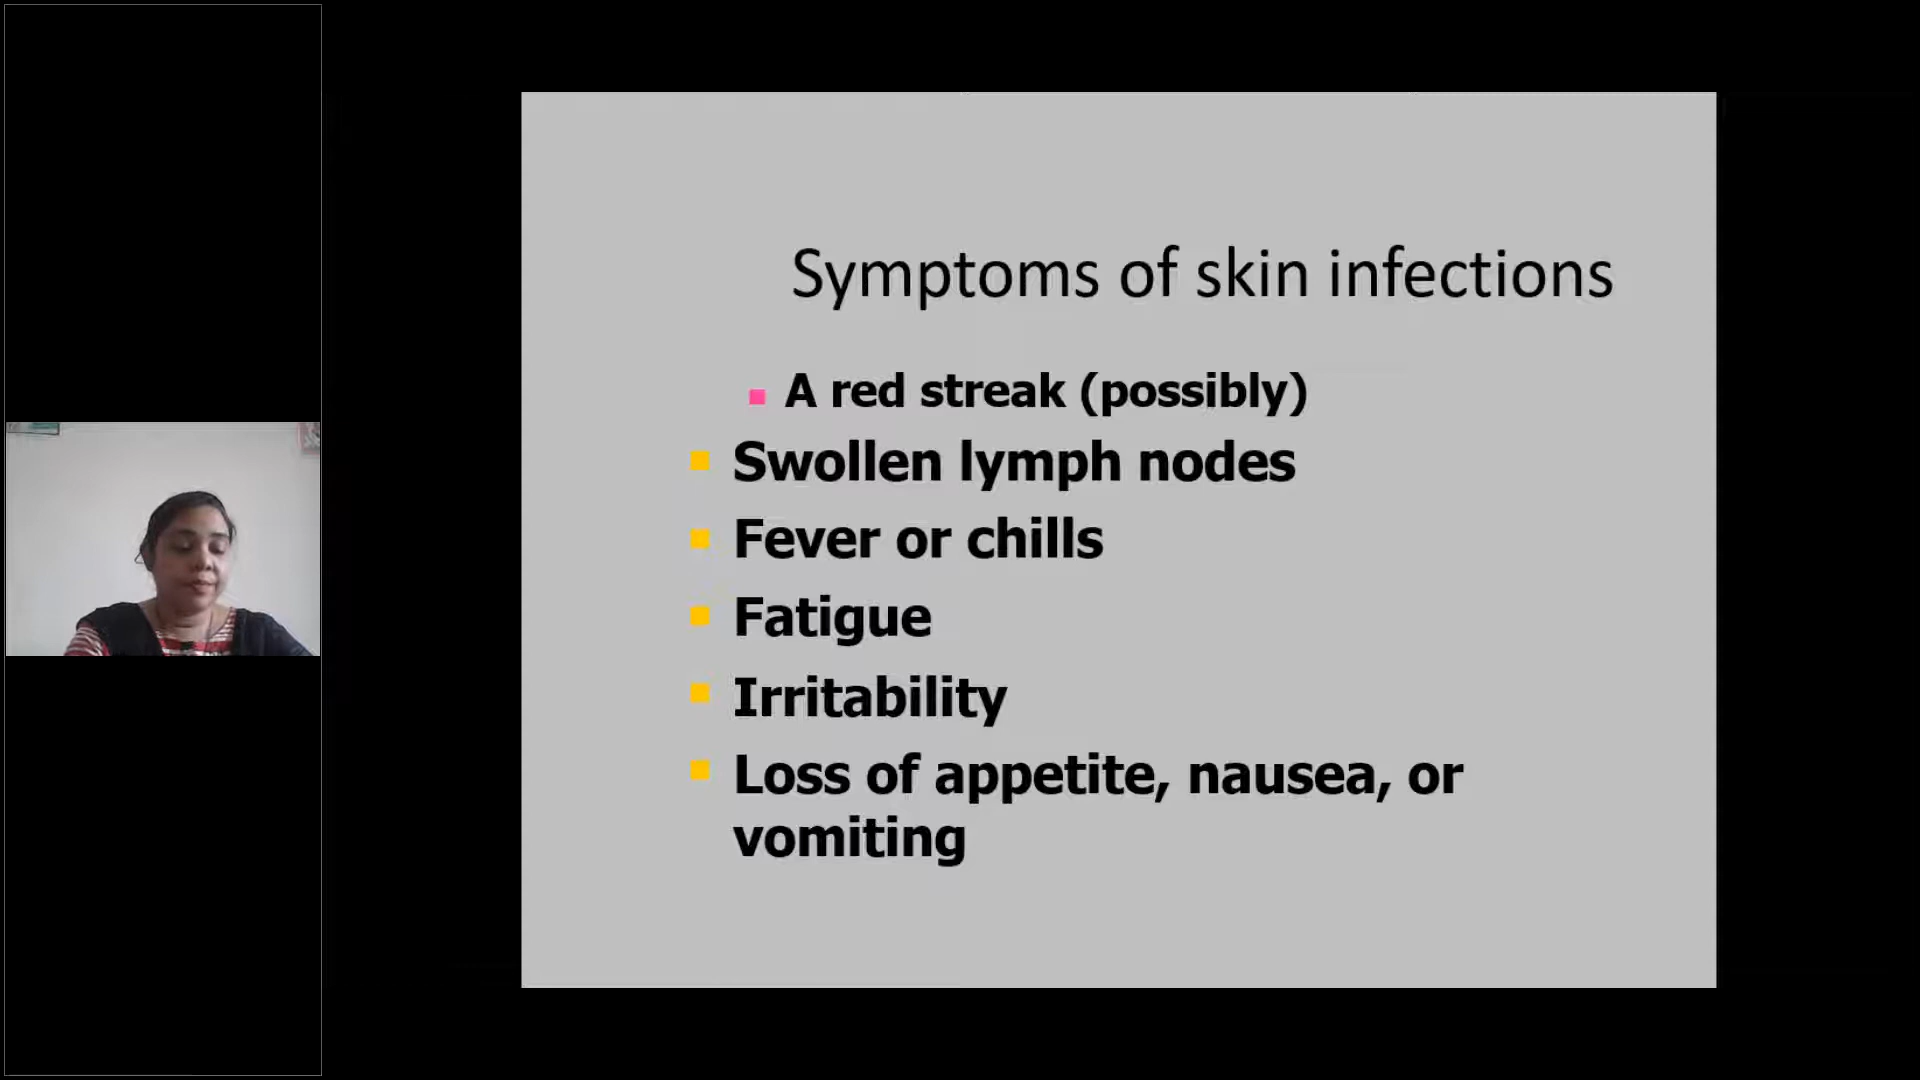 Symptoms of skin infections
A red streak (possibly)
Swollen lymph nodes
Fever or chills
Fatigue
Irritability
Loss of appetite, nausea, or
vomiting